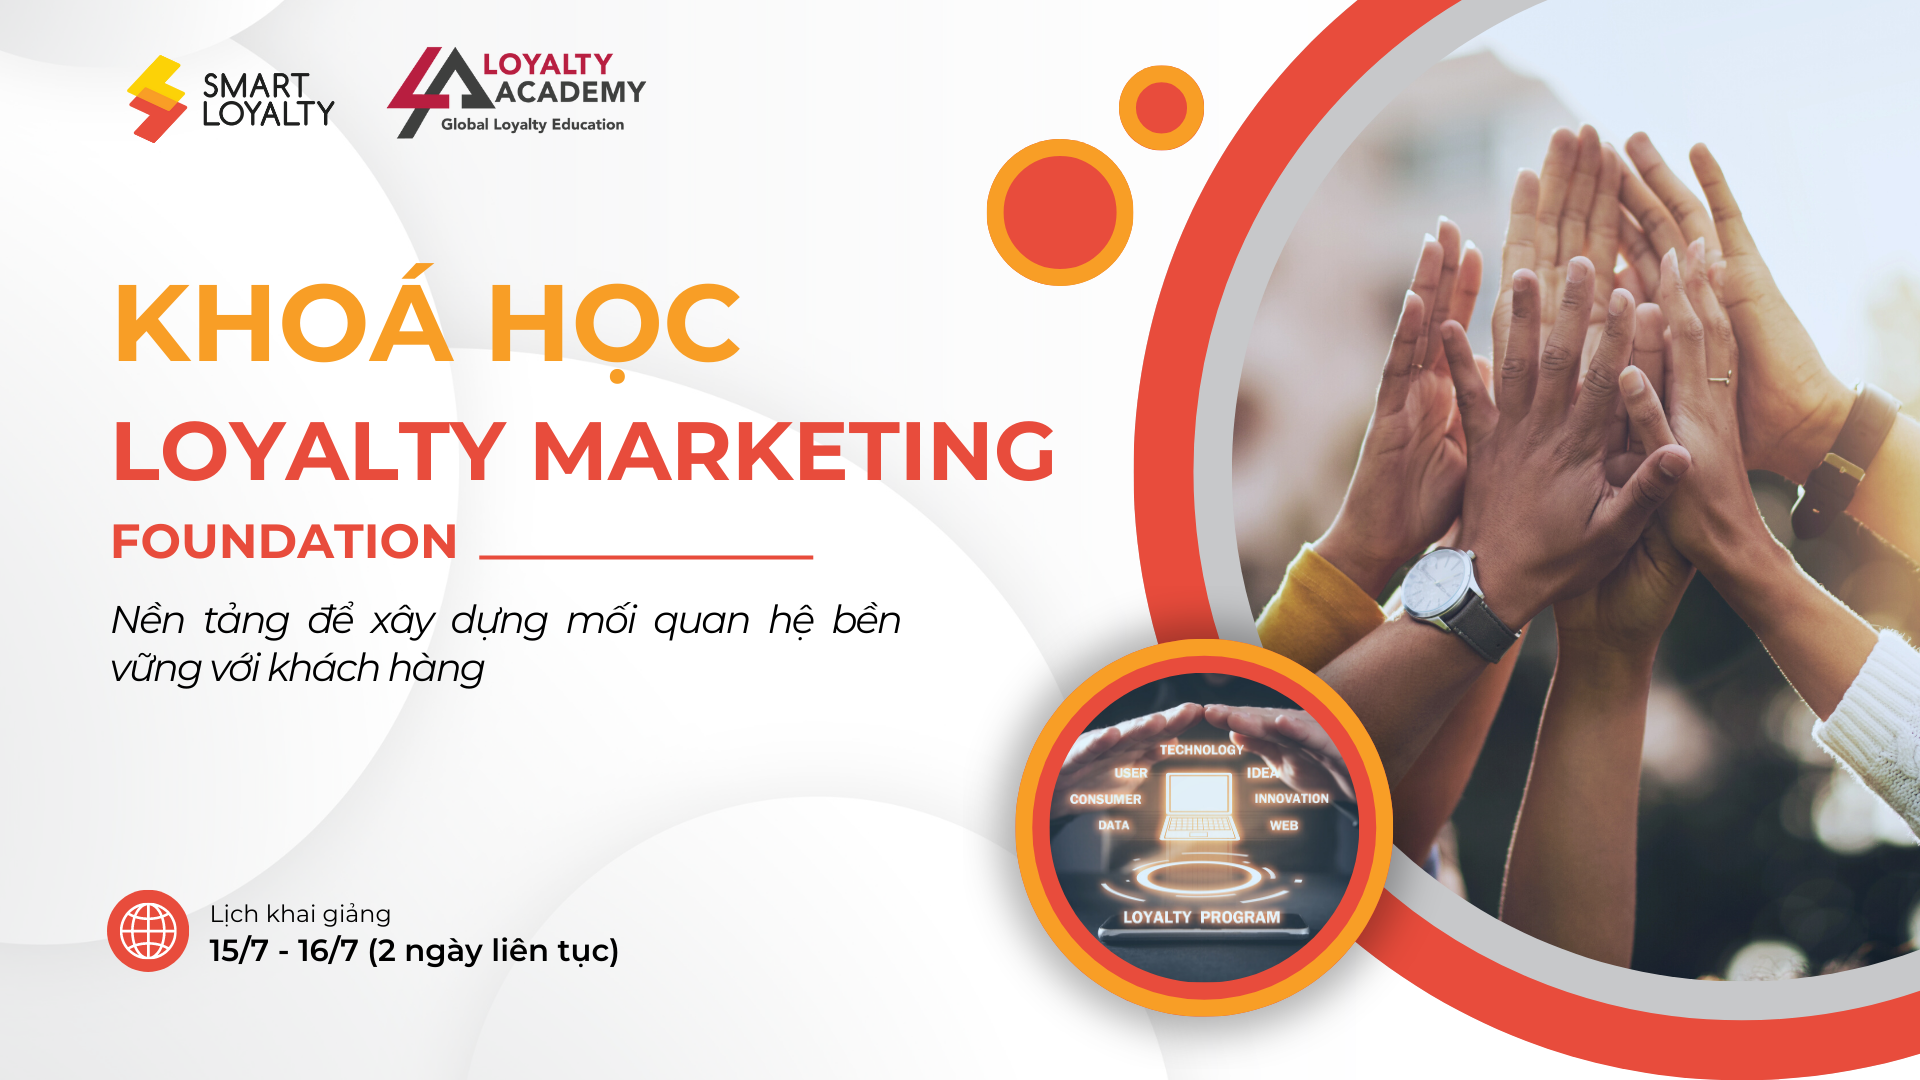 SMART
LOYALTY
LOYALTY
ACADEMY
Global Loyalty Education
KHOÁ HỌC
LOYALTY MARKETING
FOUNDATION
Nền tảng để xây dựng mối quan hệ bền
vững với khách hàng
TECHNOLOGY
USER
IDEA
CONSUMER
INNOVATION
DATA
WEB
LOYALTY PROGRAM
Lịch khai giảng
15/7 - 16/7 (2 ngày liên tục)